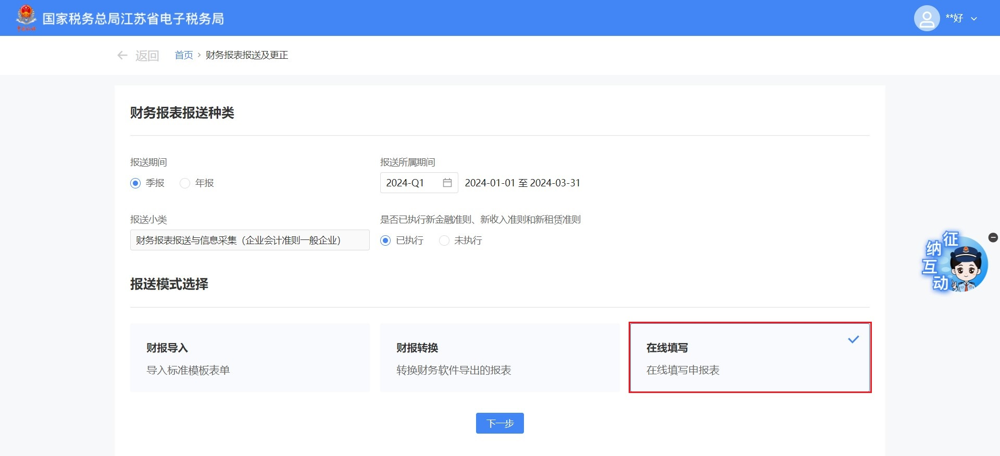 国家税务总局江苏省电子税务局
**好
返回
首页 > 财务报表报送及更正
财务报表报送种类
报送期间
季报
年报
报送所属期间
2024-Q1
2024-01-01 至 2024-03-31
报送小类
财务报表报送与信息采集（企业会计准则一般企业）
是否已执行新金融准则、新收入准则和新租赁准则
已执行
未执行
征纳互动
报送模式选择
财报导入
导入标准模板表单
财报转换
转换财务软件导出的报表
在线填写
在线填写申报表
下一步